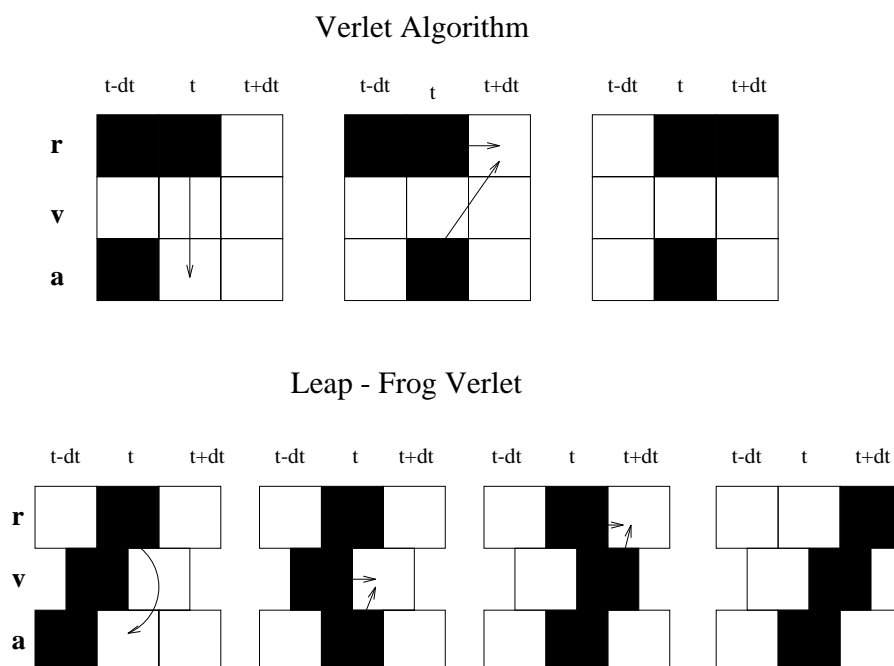 Verlet Algorithm
t-dt t t+dt t-dt t t+dt t-dt t t+dt
r
v
a
Leap - Frog Verlet
t-dt t t+dt t-dt t t+dt t-dt t t+dt t-dt t t+dt
r
v
a